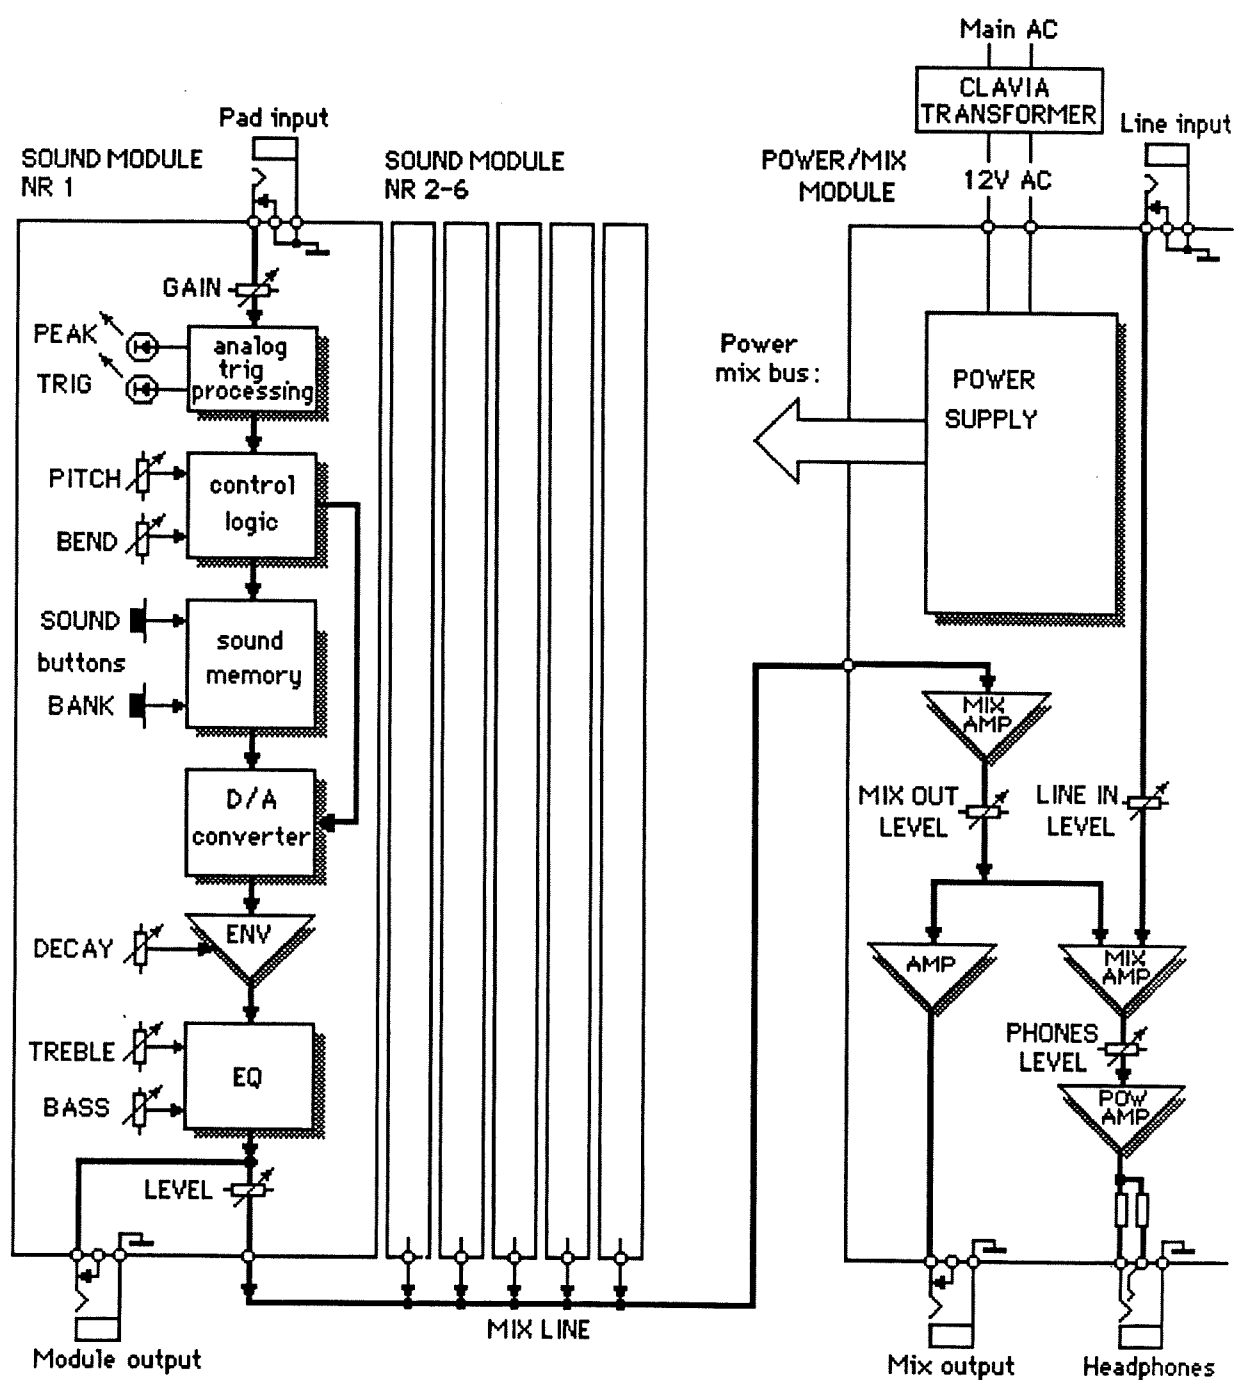 Main AC
CLAVIA
TRANSFORMER
Pad input
Line input
SOUND MODULE
NR 1
SOUND MODULE
NR 2-6
POWER/MIX
MODULE
12V AC
GAIN
PEAK
TRIG
analog
trig
processing
Power
mix bus:
POWER
SUPPLY
PITCH
BEND
control
logic
SOUND
buttons
BANK
sound
memory
MIX
AMP
D/A
converter
MIX OUT
LEVEL
LINE IN
LEVEL
DECAY
ENV
AMP
MIX
AMP
TREBLE
BASS
EQ
PHONES
LEVEL
POW
AMP
LEVEL
MIX LINE
Module output
Mix output
Headphones